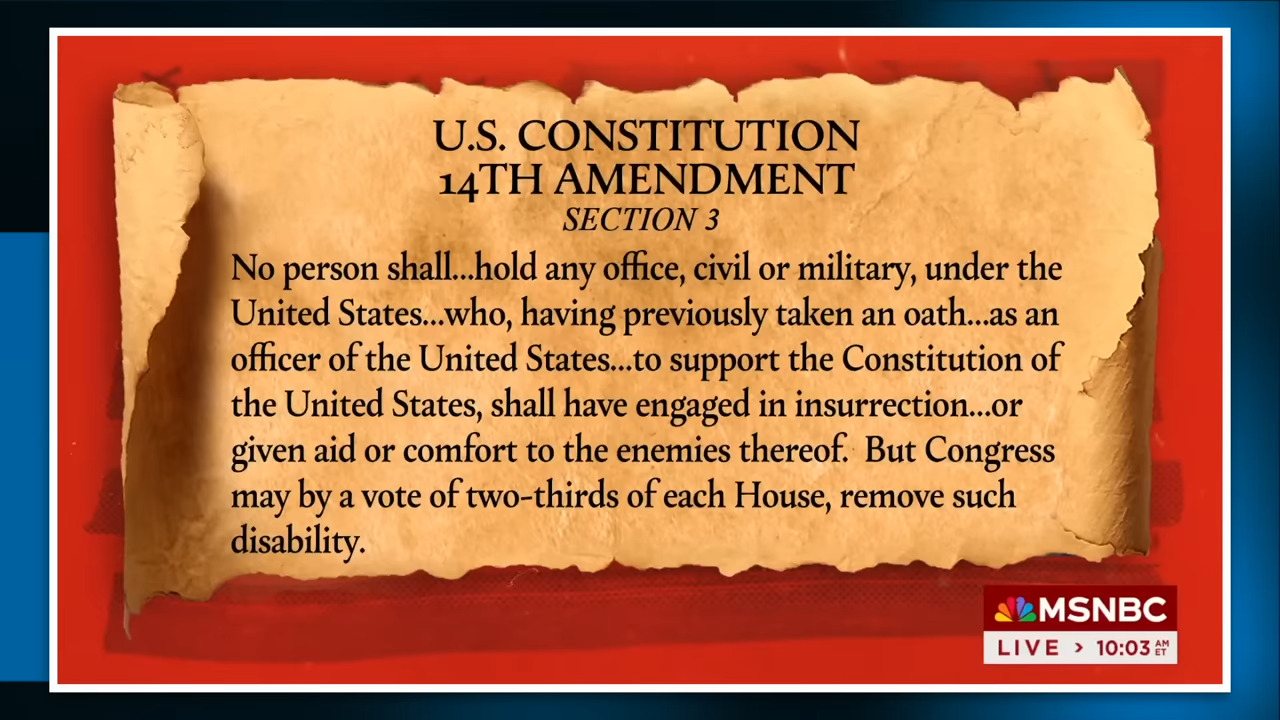 U.S. CONSTITUTION
14TH AMENDMENT
SECTION 3
No person shall...hold any office, civil or military, under the
United States...who, having previously taken an oath...as an
officer of the United States...to support the Constitution of
the United States, shall have engaged in insurrection...or
given aid or comfort to the enemies thereof.  But Congress
may by a vote of two-thirds of each House, remove such
disability.
MSNBC
LIVE > 10:03 AM ET